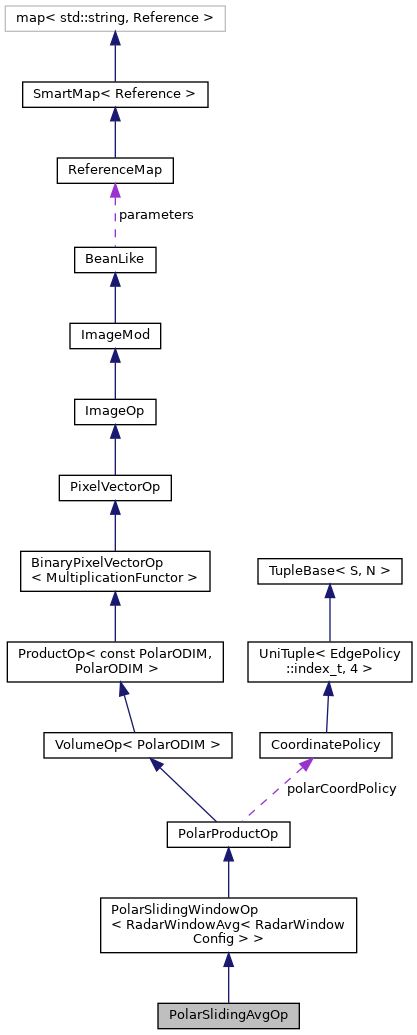 map< std::string, Reference >
SmartMap< Reference >
ReferenceMap
parameters
BeanLike
ImageMod
ImageOp
PixelVectorOp
BinaryPixelVectorOp
< MultiplicationFunctor >
TupleBase< S, N >
ProductOp< const PolarODIM,
PolarODIM >
UniTuple< EdgePolicy
::index_t, 4 >
VolumeOp< PolarODIM >
CoordinatePolicy
polarCoordPolicy
PolarProductOp
PolarSlidingWindowOp
< RadarWindowAvg< RadarWindow
Config > >
PolarSlidingAvgOp